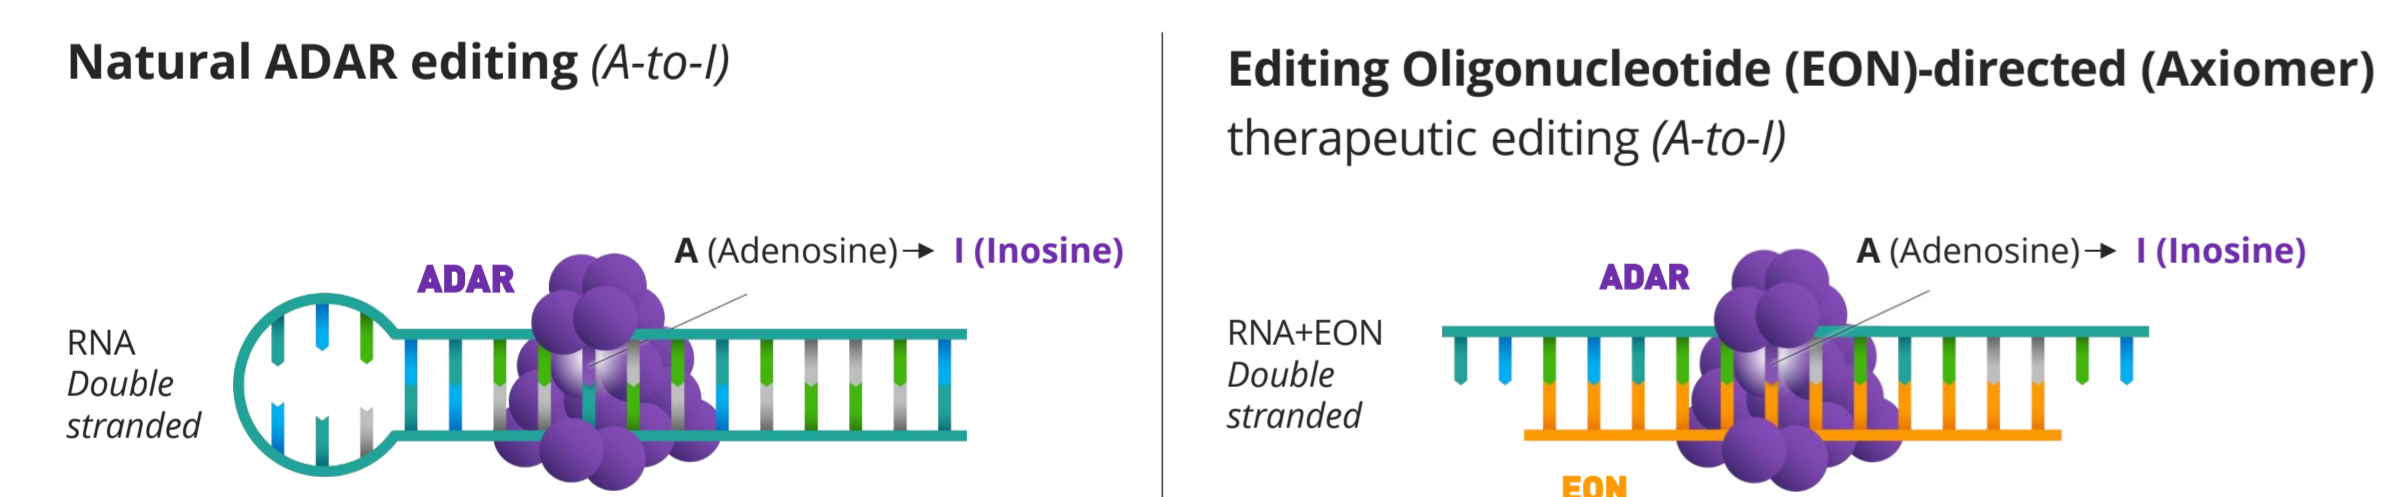 Natural ADAR editing (A-to-I)
ADAR
A (Adenosine) → I (Inosine)
RNA
Double
stranded
Editing Oligonucleotide (EON)-directed (Axiomer)
therapeutic editing (A-to-I)
ADAR
A (Adenosine) → I (Inosine)
RNA+EON
Double
stranded
EON